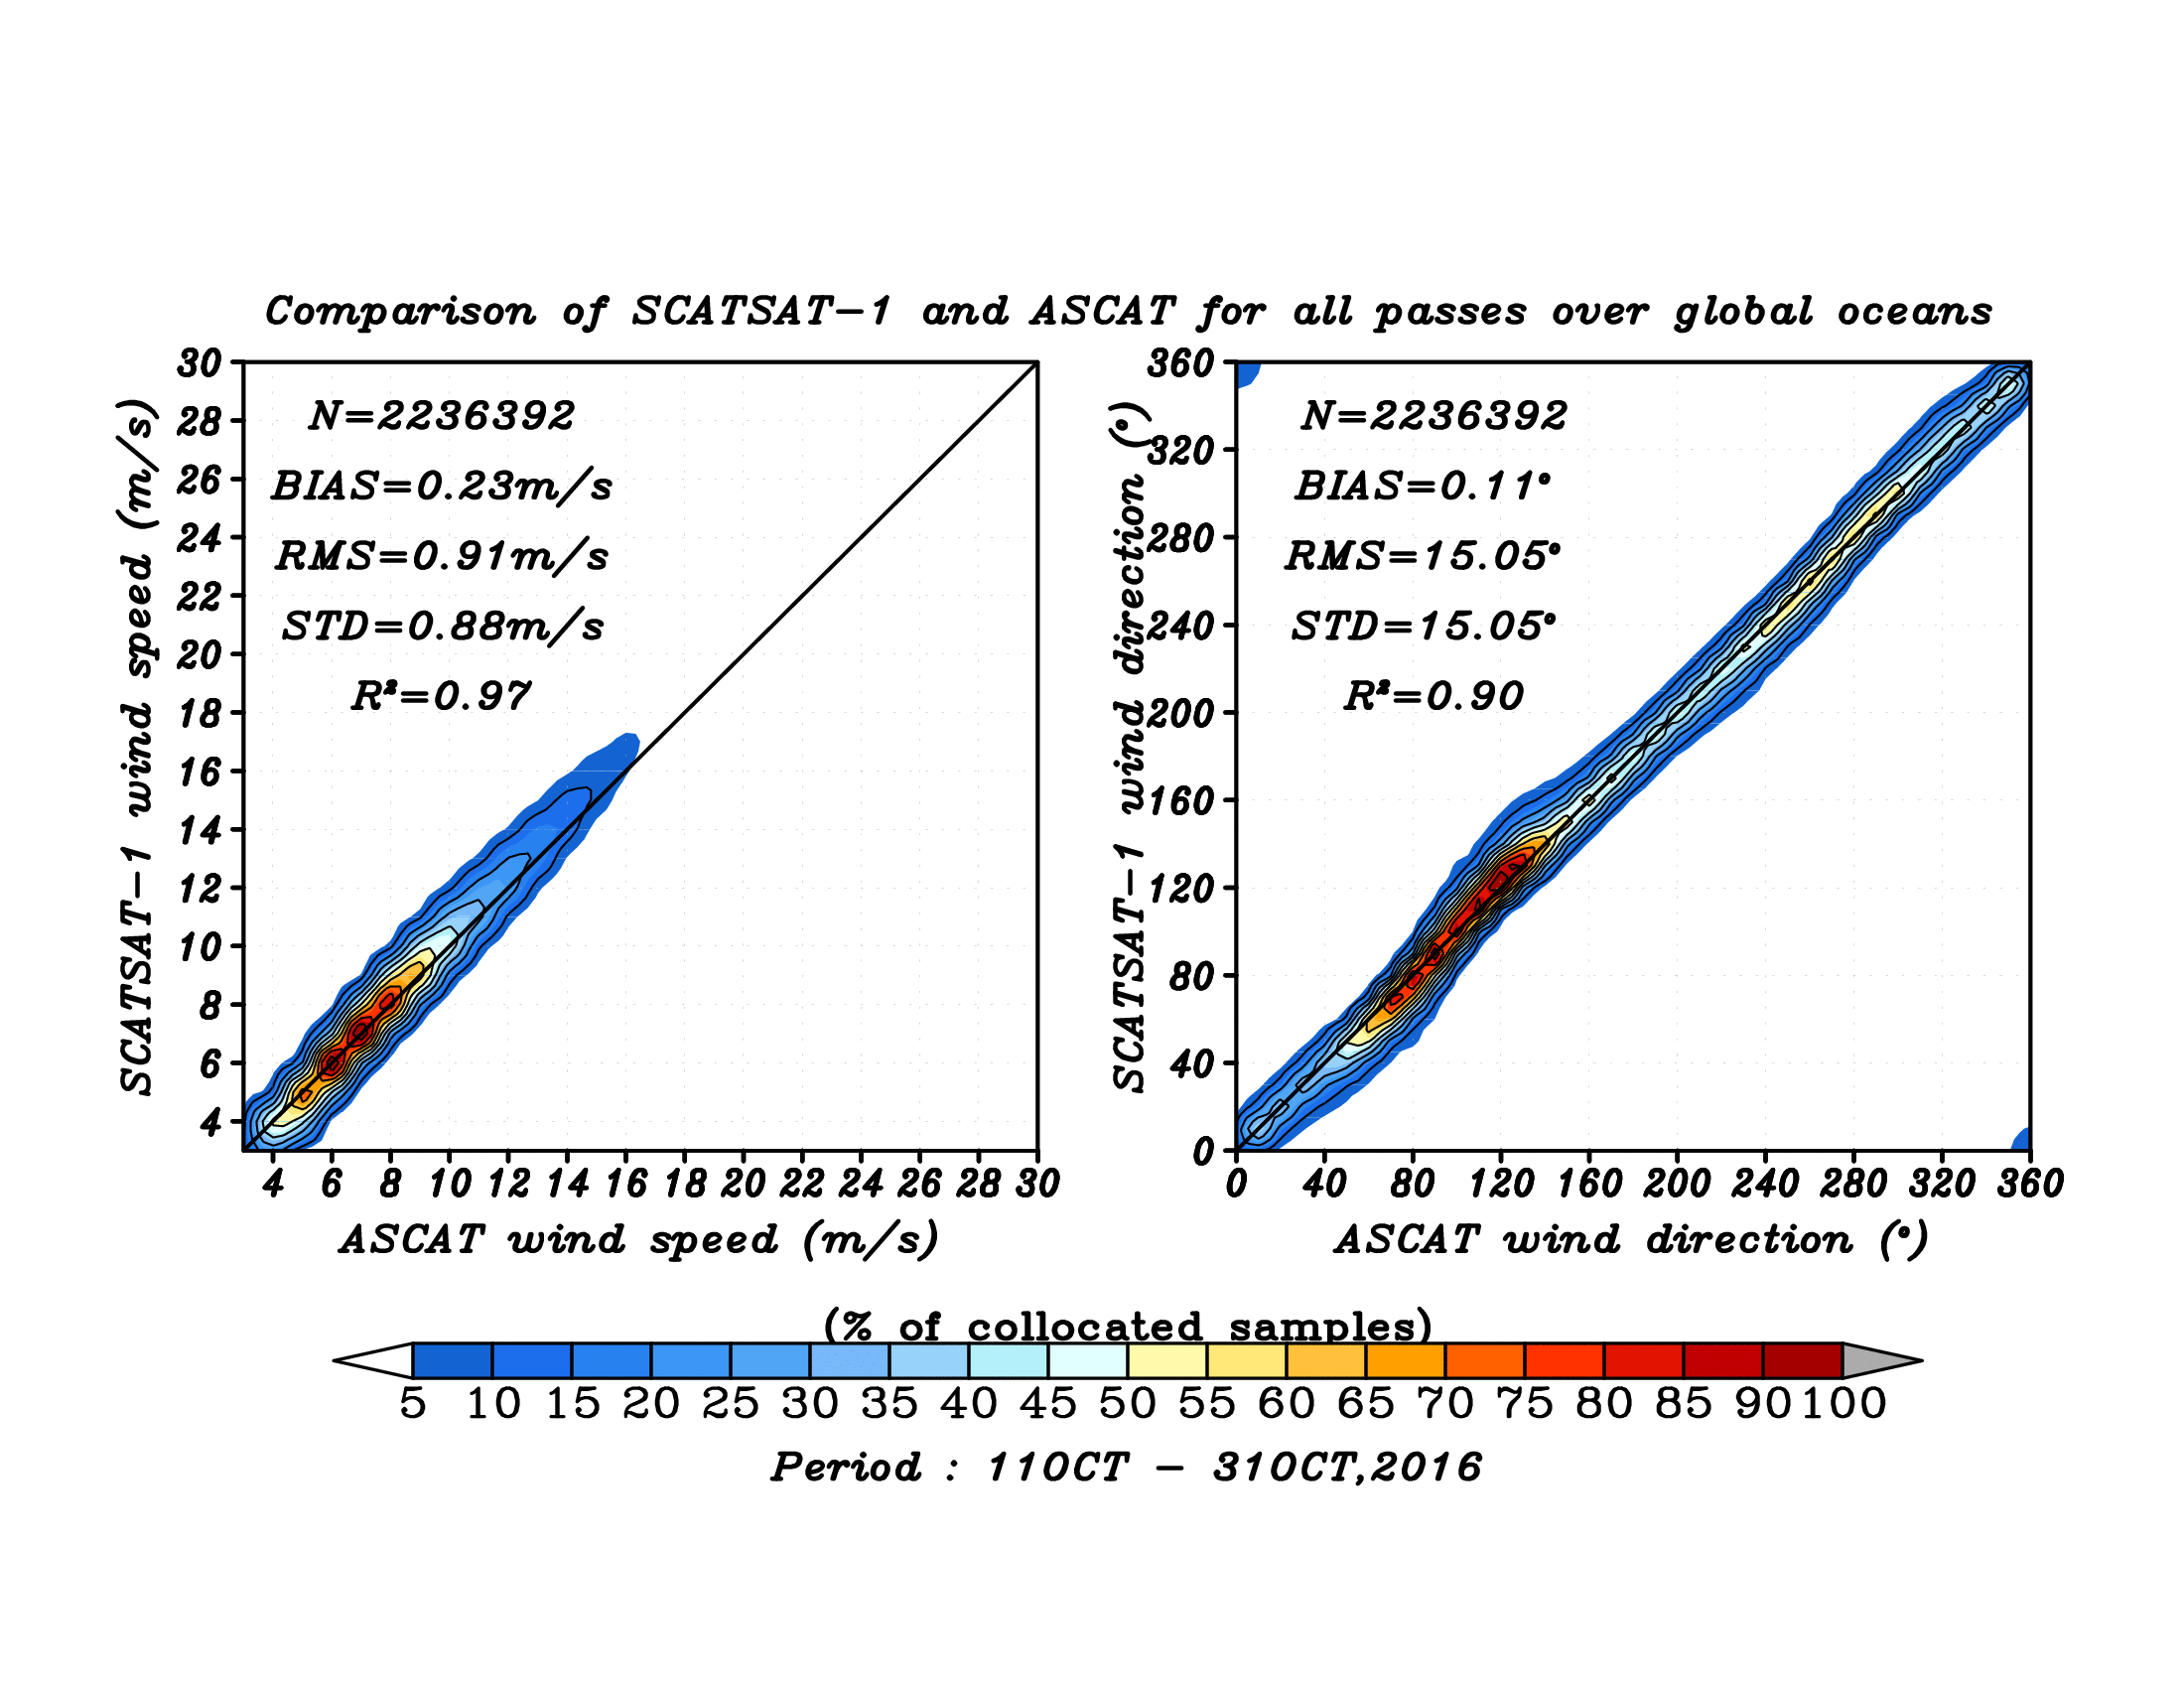 Comparison of SCATSAT-1 and ASCAT for all passes over global oceans
SCATSAT-1 wind speed (m/s)
30
28
26
24
22
20
18
16
14
12
10
8
6
4
N=2236392
BIAS=0.23m/s
RMS=0.91m/s
STD=0.88m/s
R²=0.97
4 6 8 10 12 14 16 18 20 22 24 26 28 30
ASCAT wind speed (m/s)
SCATSAT-1 wind direction (°)
360
320
280
240
200
160
120
80
40
0
N=2236392
BIAS=0.11°
RMS=15.05°
STD=15.05°
R²=0.90
0 40 80 120 160 200 240 280 320 360
ASCAT wind direction (°)
(% of collocated samples)
5 10 15 20 25 30 35 40 45 50 55 60 65 70 75 80 85 90 100
Period : 11OCT - 31OCT,2016